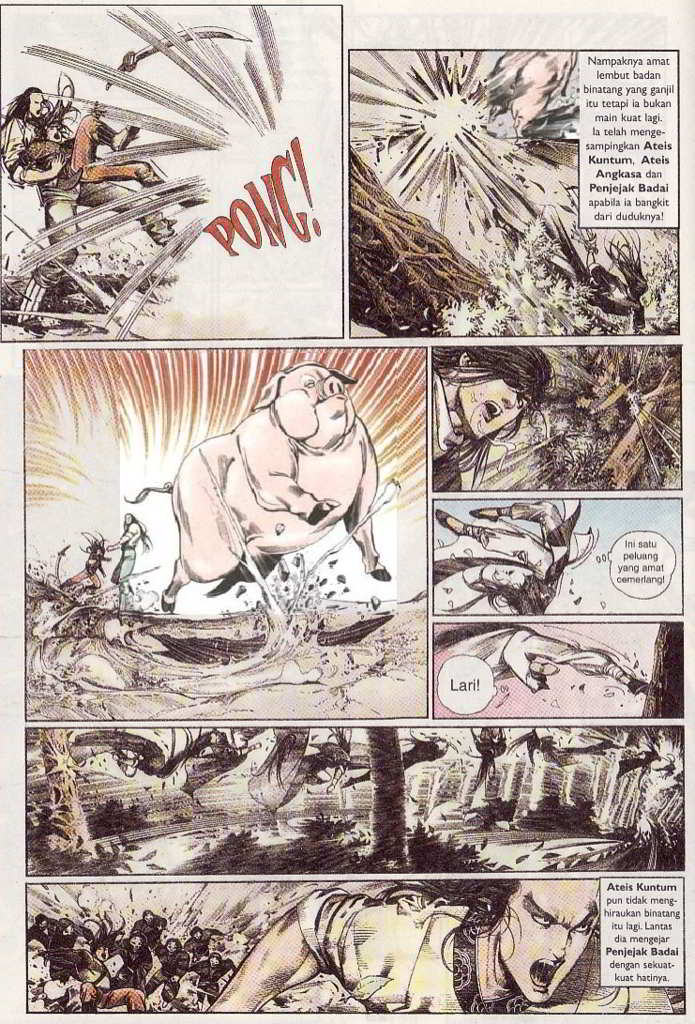 PONG!
Nampaknya amat
lembut badan
binatang yang ganjil
itu tetapi ia bukan
main kuat lagi.
Ia telah menge-
sampingkan Ateis
Kuntum, Ateis
Angkasa dan
Penjejak Badai
apabila ia bangkit
dari duduknya!
Ini satu
peluang
yang amat
cemerlang!
Lari!
Ateis Kuntum
pun tidak meng-
hiraukan binatang
itu lagi. Lantas
dia mengejar
Penjejak Badai
dengan sekuat-
kuat hatinya.